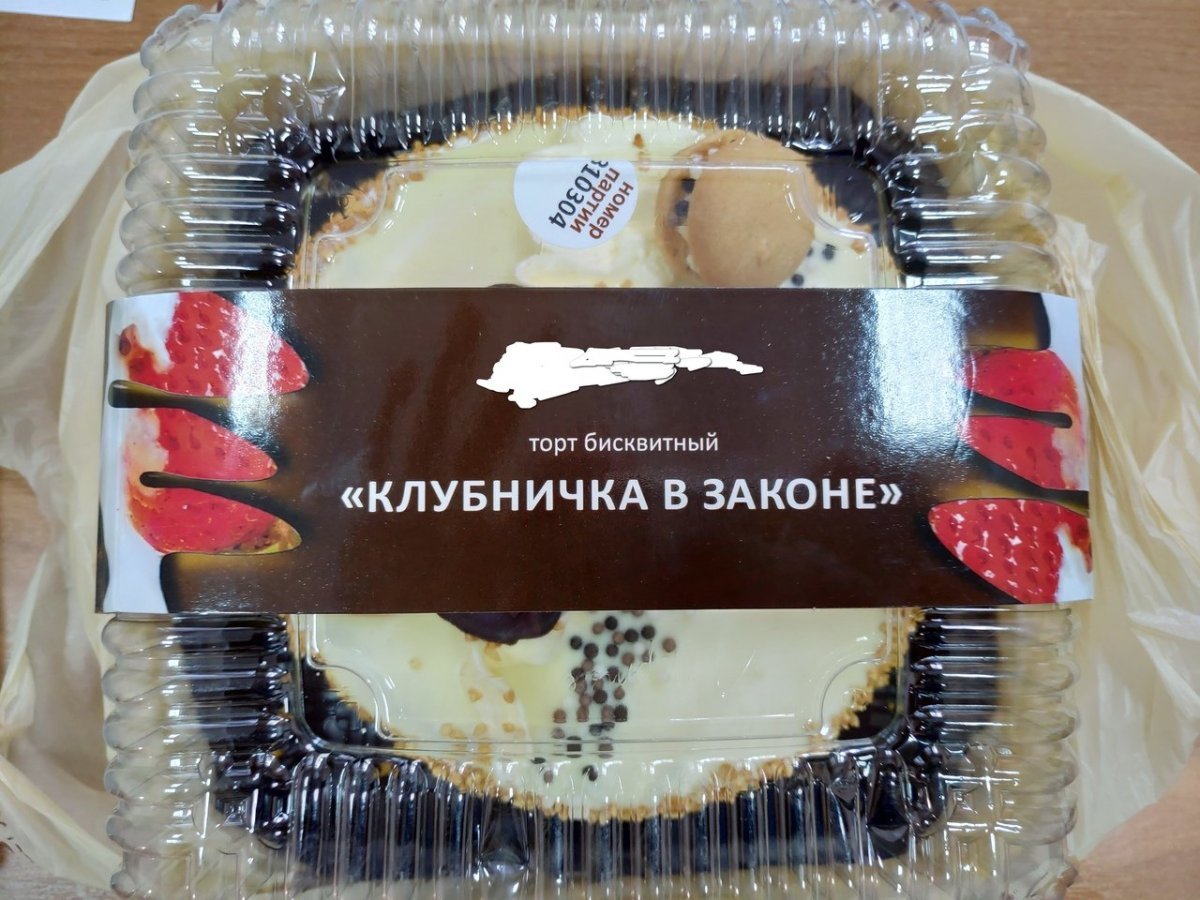 номер
партии
310304
торт бисквитный
«КЛУБНИЧКА В ЗАКОНЕ»